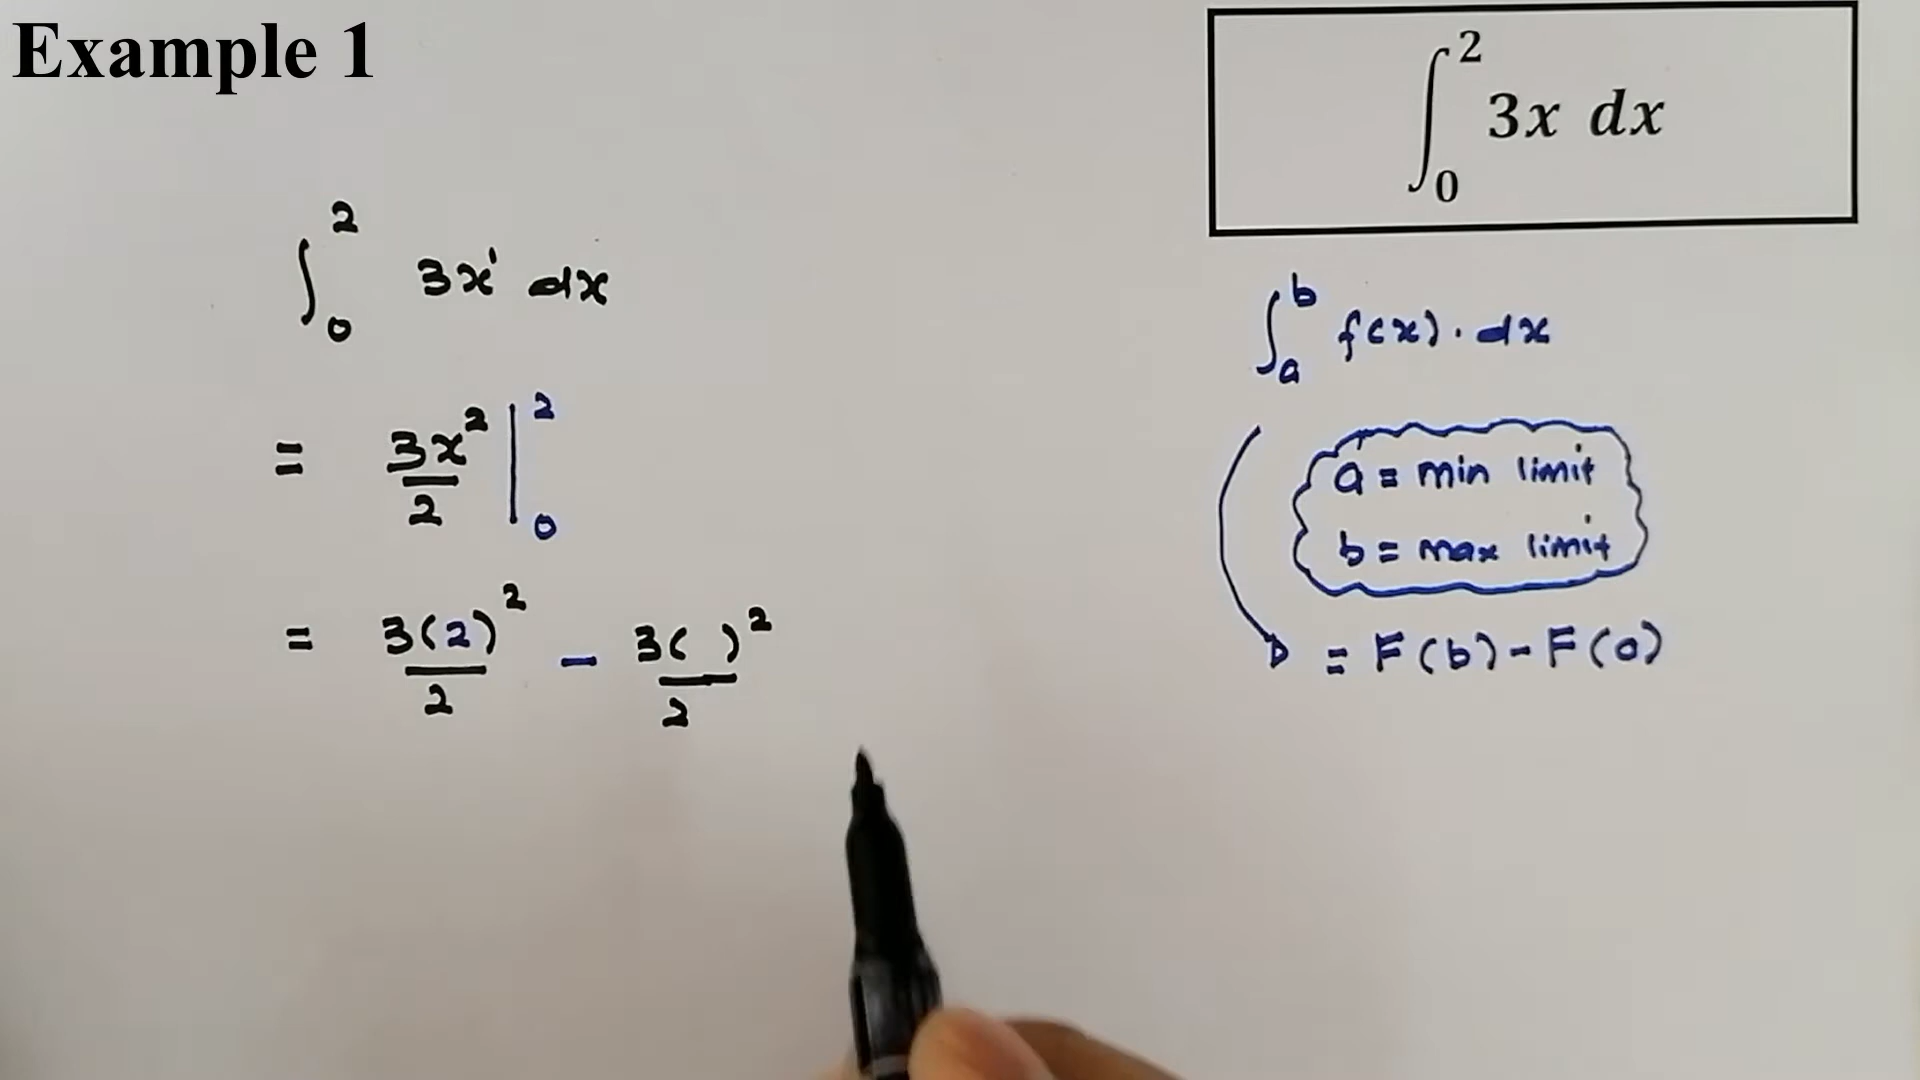 Example 1
∫₀² 3x dx
∫₀² 3x¹ dx
= 3x²/2 |₀²
= 3(2)²/2 - 3( )²/2
∫ₐᵇ f(x) . dx
a = min limit
b = max limit
= F(b) - F(a)